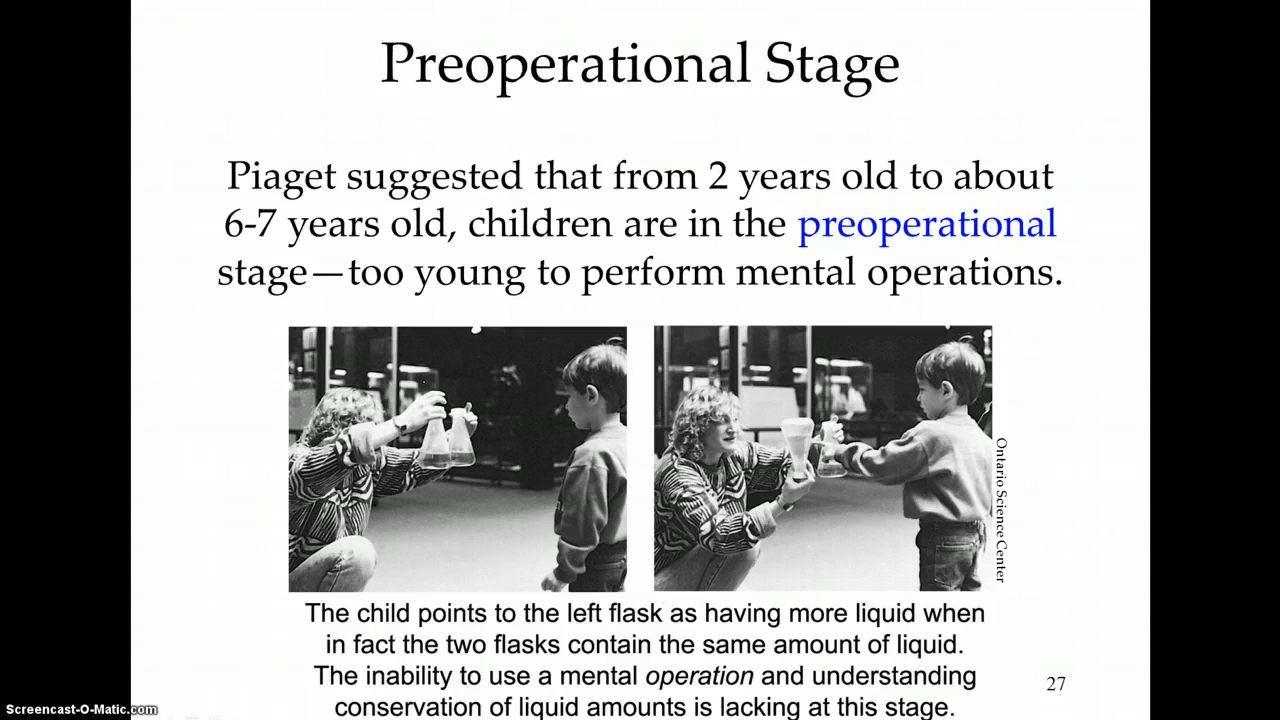 Preoperational Stage
Piaget suggested that from 2 years old to about
6-7 years old, children are in the preoperational
stage—too young to perform mental operations.
Ontario Science Center
The child points to the left flask as having more liquid when
in fact the two flasks contain the same amount of liquid.
The inability to use a mental operation and understanding
conservation of liquid amounts is lacking at this stage.
27
Screencast-O-Matic.com